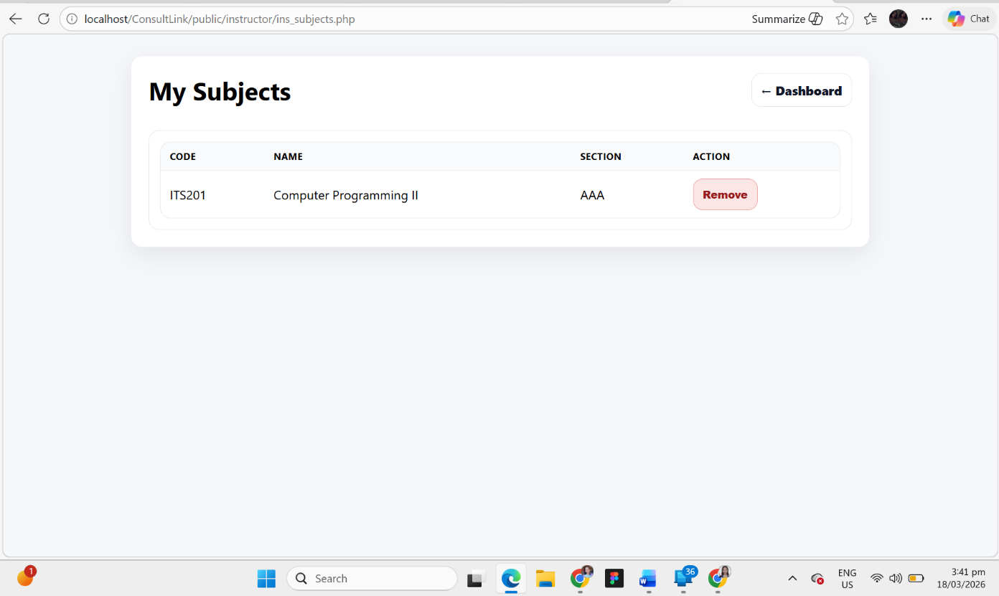 localhost/ConsultLink/public/instructor/ins_subjects.php Summarize Chat
My Subjects
← Dashboard
CODE NAME SECTION ACTION
ITS201 Computer Programming II AAA Remove
1
Search
36
ENG
US
3:41 pm
18/03/2026